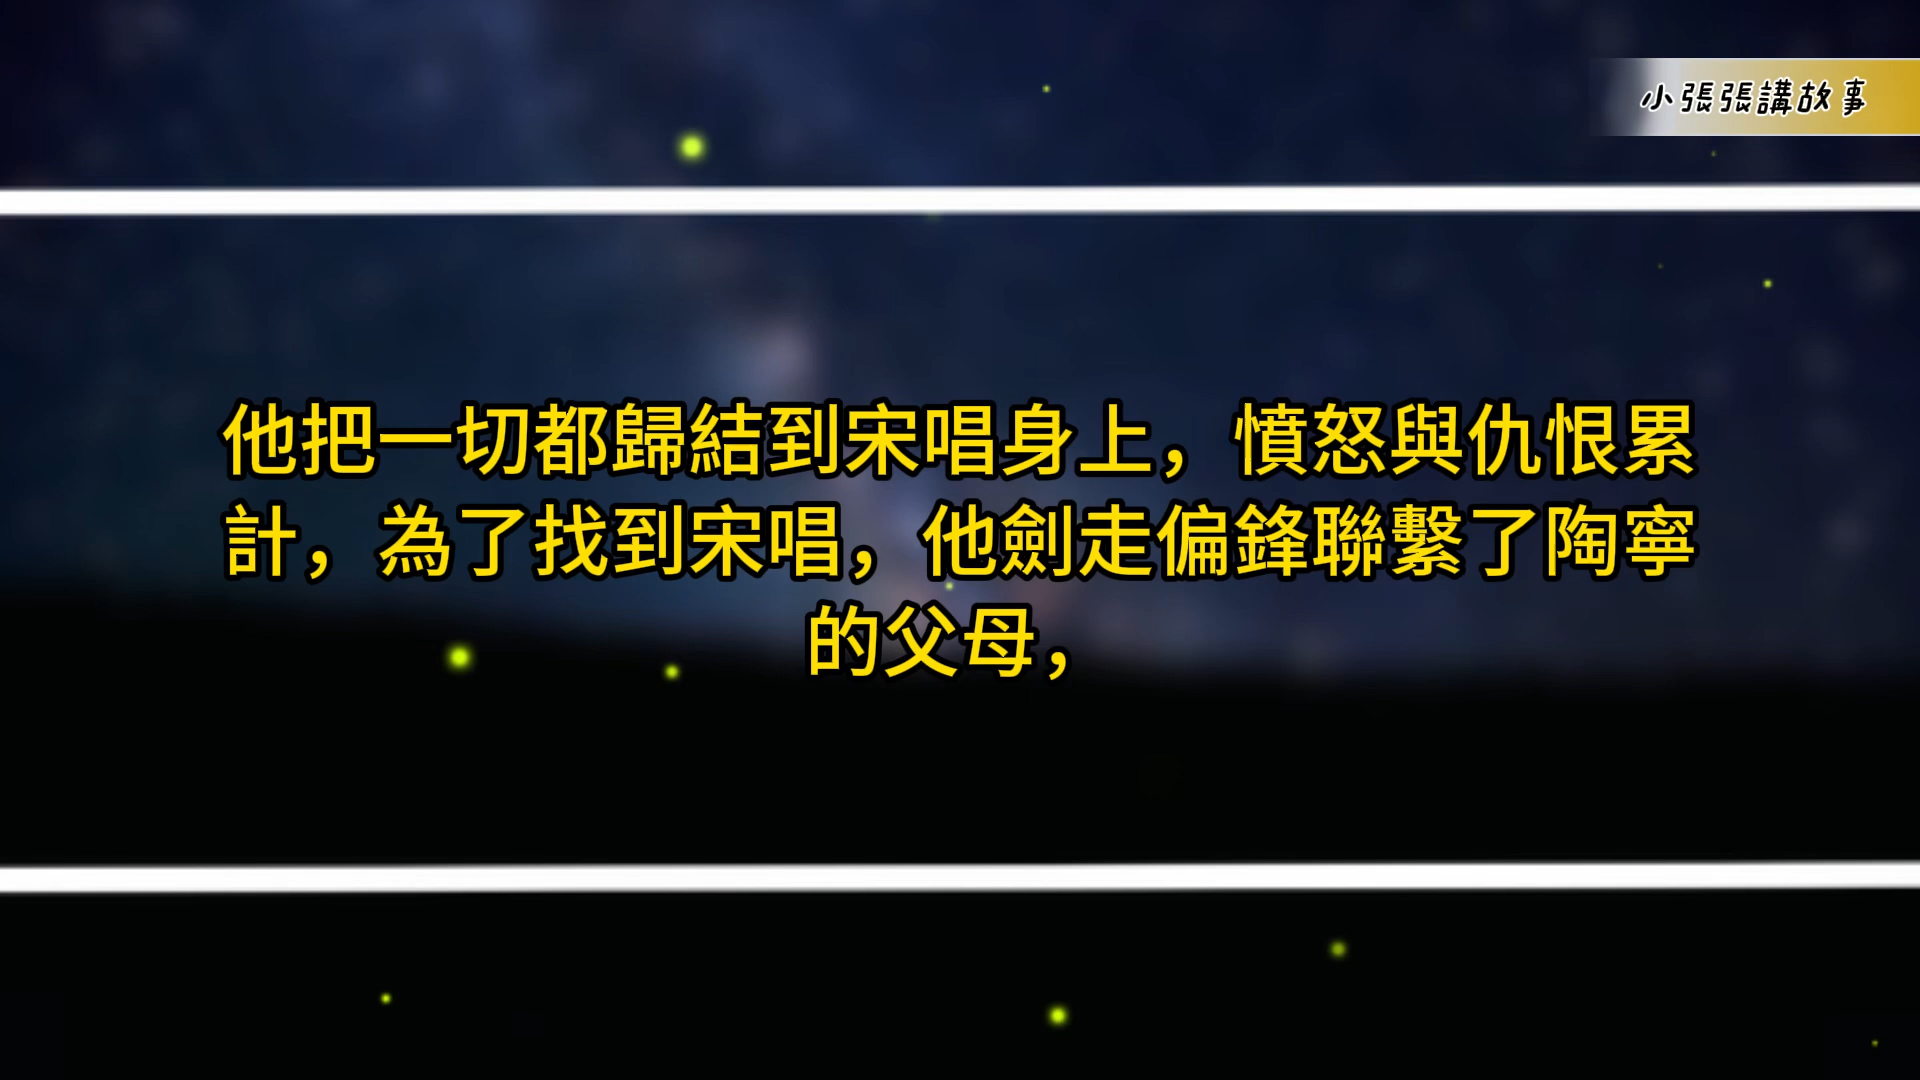 小張張講故事
他把一切都歸結到宋唱身上，憤怒與仇恨累
計，為了找到宋唱，他劍走偏鋒聯繫了陶寧
的父母，